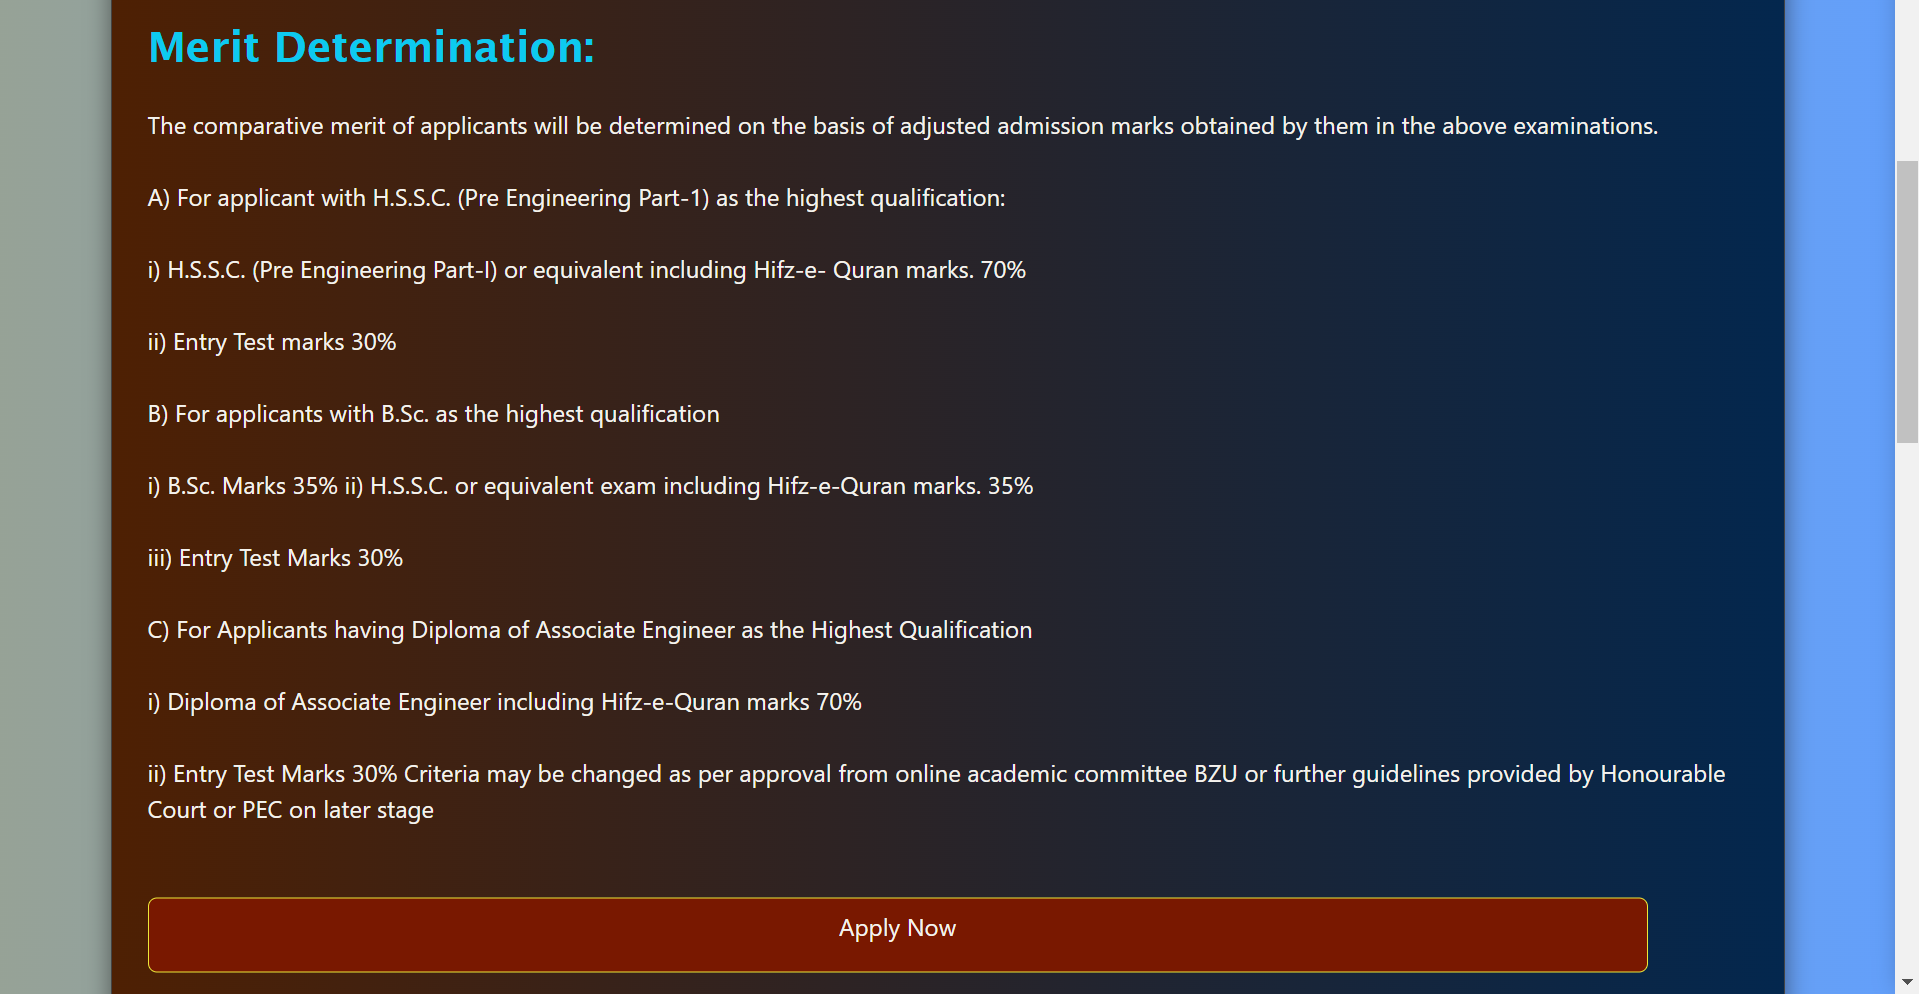 Merit Determination:
The comparative merit of applicants will be determined on the basis of adjusted admission marks obtained by them in the above examinations.
A) For applicant with H.S.S.C. (Pre Engineering Part-1) as the highest qualification:
i) H.S.S.C. (Pre Engineering Part-I) or equivalent including Hifz-e- Quran marks. 70%
ii) Entry Test marks 30%
B) For applicants with B.Sc. as the highest qualification
i) B.Sc. Marks 35% ii) H.S.S.C. or equivalent exam including Hifz-e-Quran marks. 35%
iii) Entry Test Marks 30%
C) For Applicants having Diploma of Associate Engineer as the Highest Qualification
i) Diploma of Associate Engineer including Hifz-e-Quran marks 70%
ii) Entry Test Marks 30% Criteria may be changed as per approval from online academic committee BZU or further guidelines provided by Honourable
Court or PEC on later stage
Apply Now